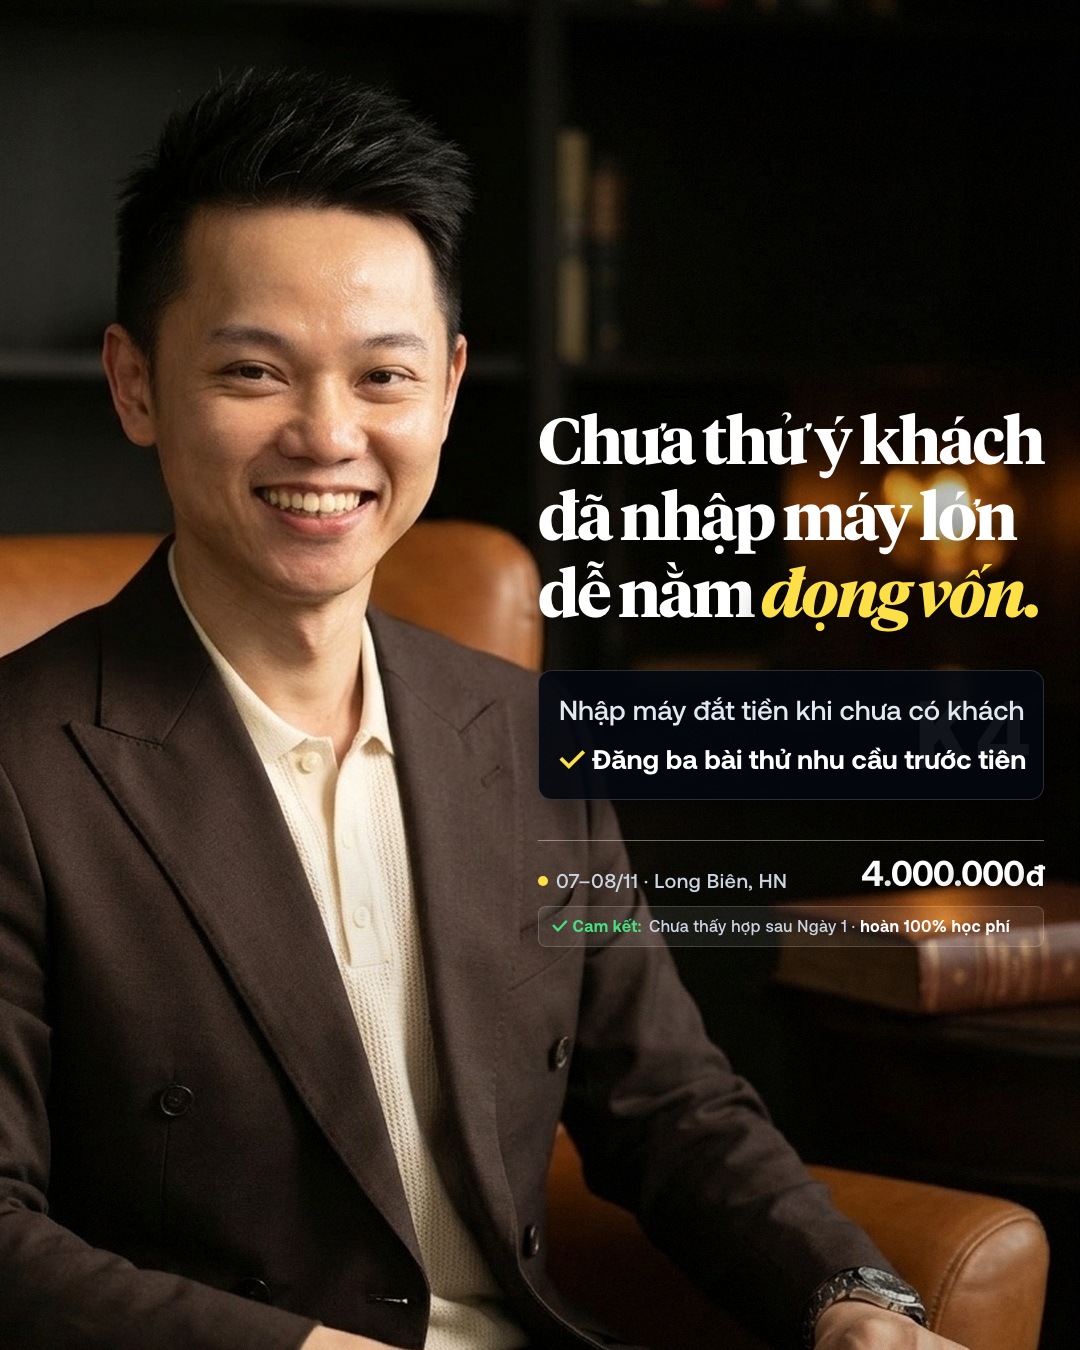 Chưa thử ý khách
đã nhập máy lớn
dễ nằm đọng vốn.
Nhập máy đắt tiền khi chưa có khách
✓ Đăng ba bài thử nhu cầu trước tiên
07–08/11 · Long Biên, HN
4.000.000đ
✓ Cam kết: Chưa thấy hợp sau Ngày 1 · hoàn 100% học phí